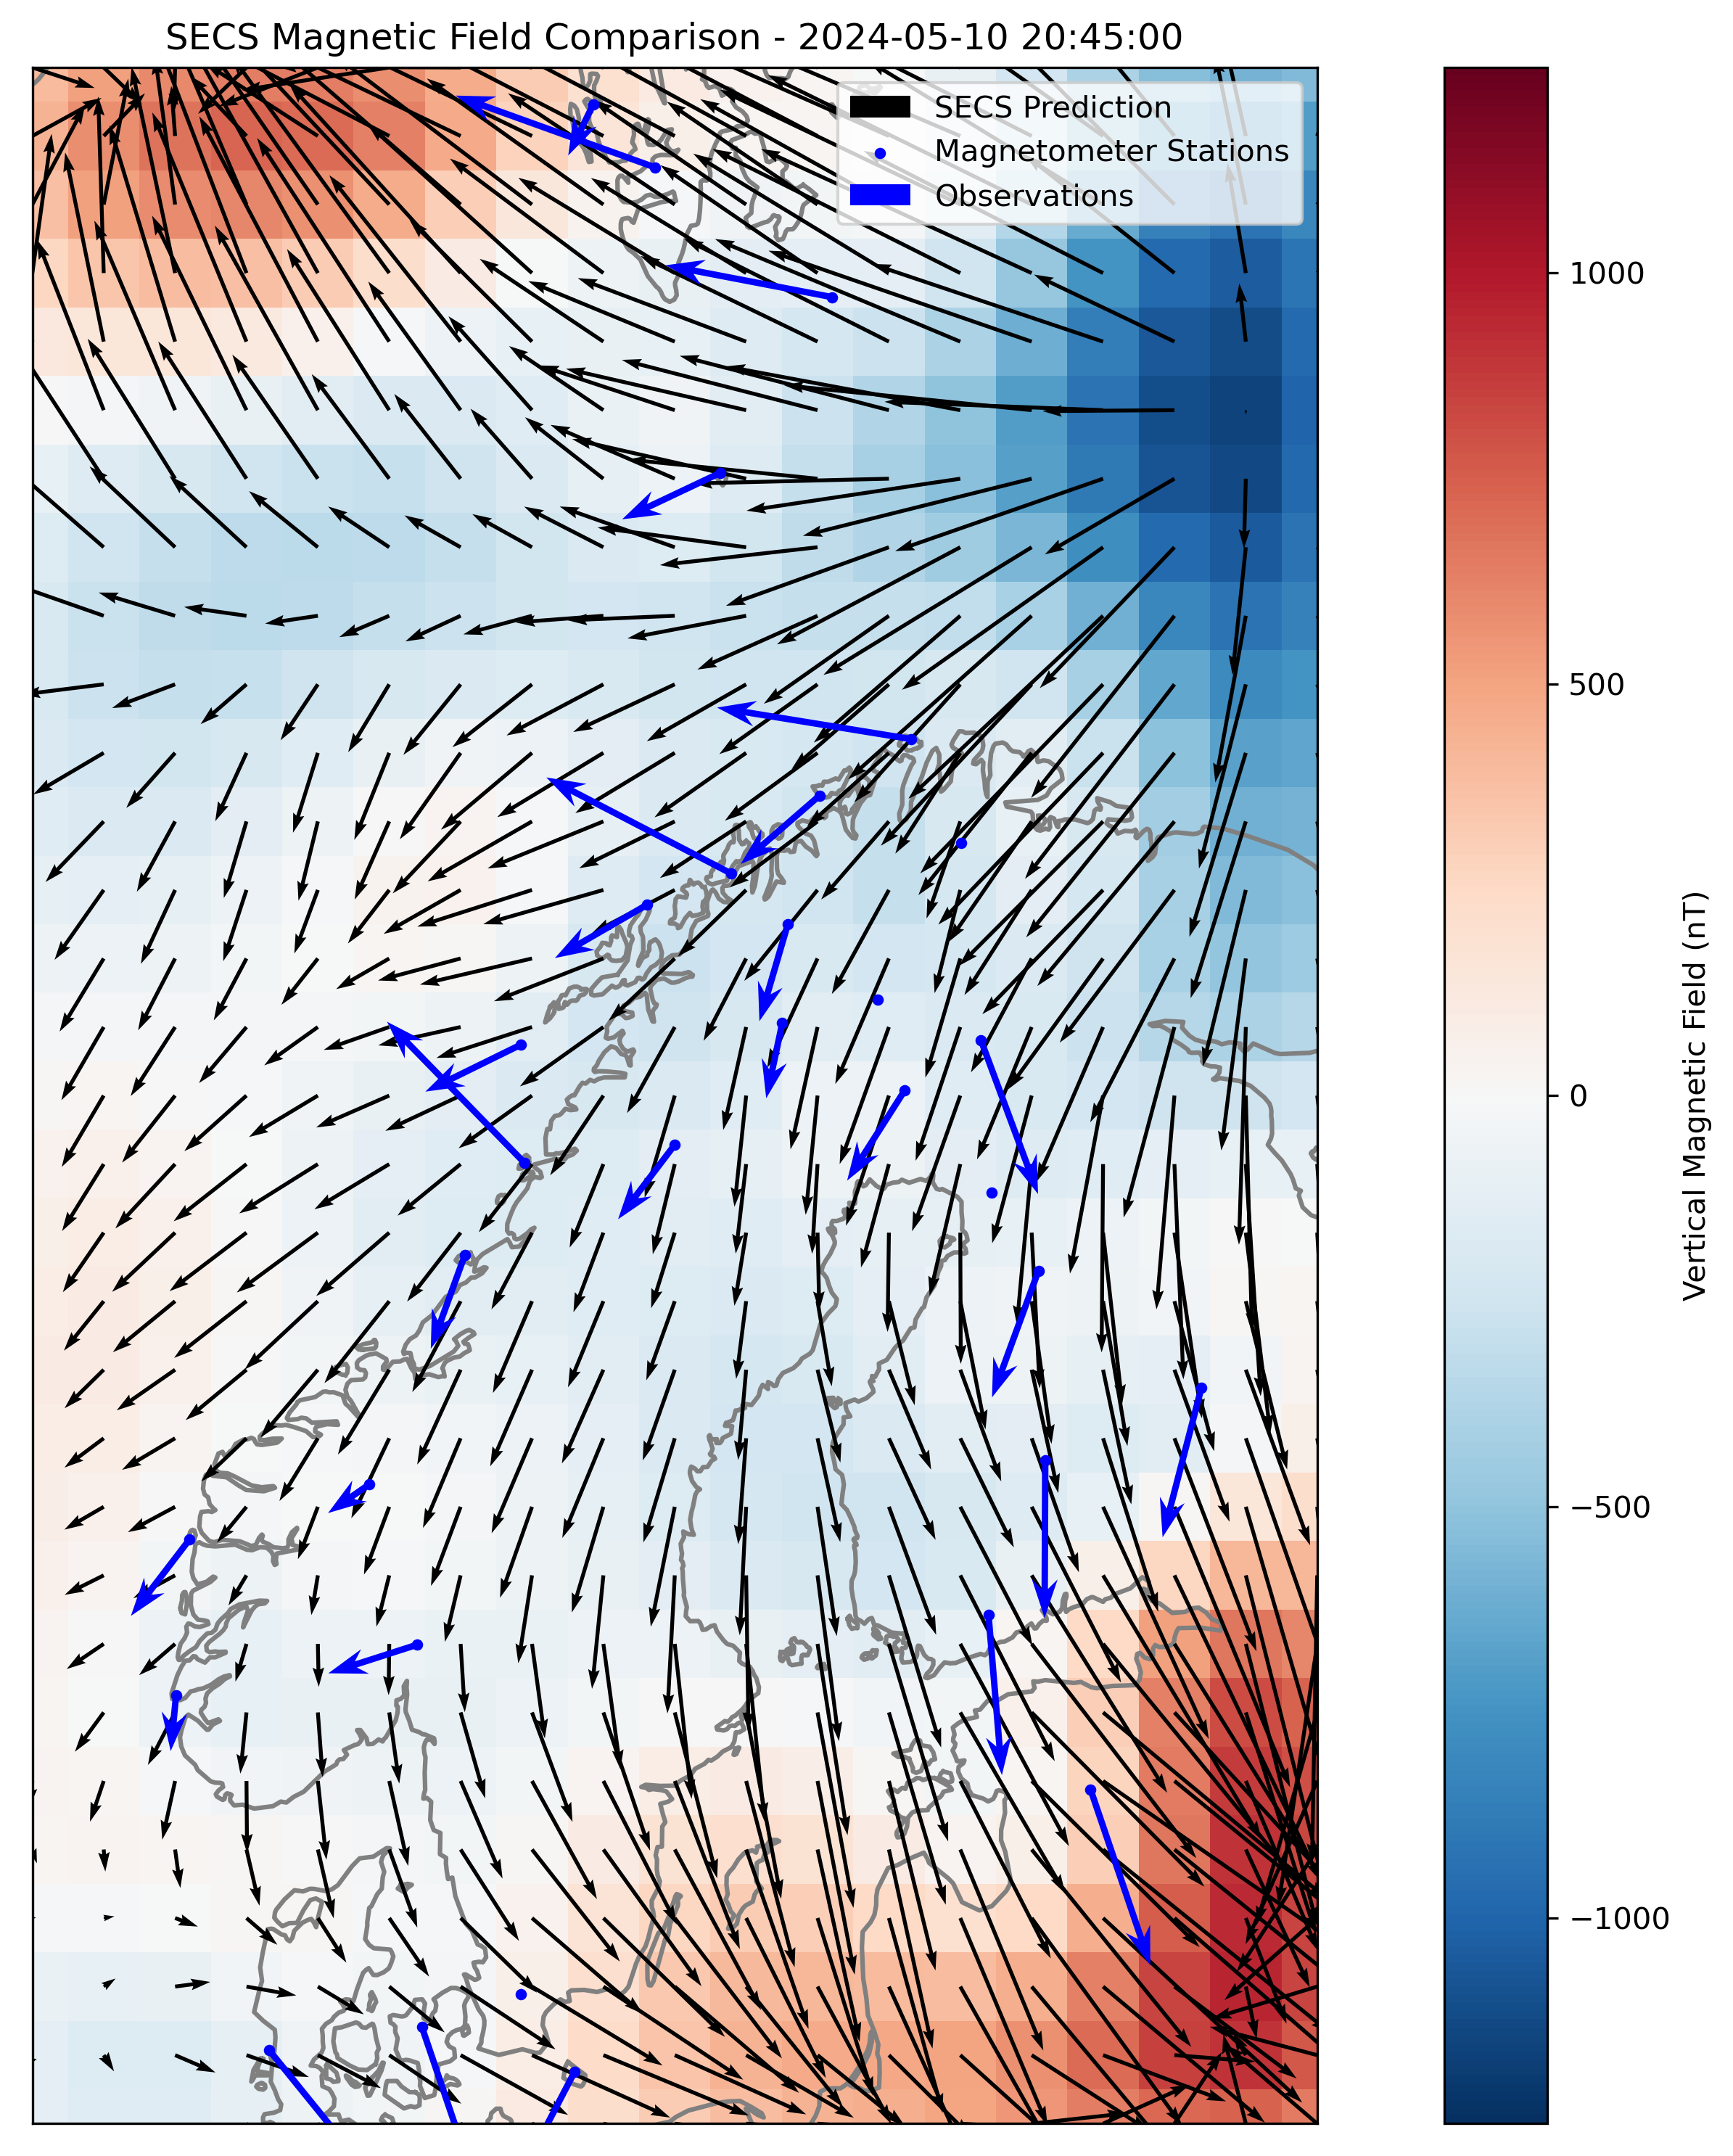 SECS Magnetic Field Comparison - 2024-05-10 20:45:00
SECS Prediction
Magnetometer Stations
Observations
1000
500
0
−500
−1000
Vertical Magnetic Field (nT)